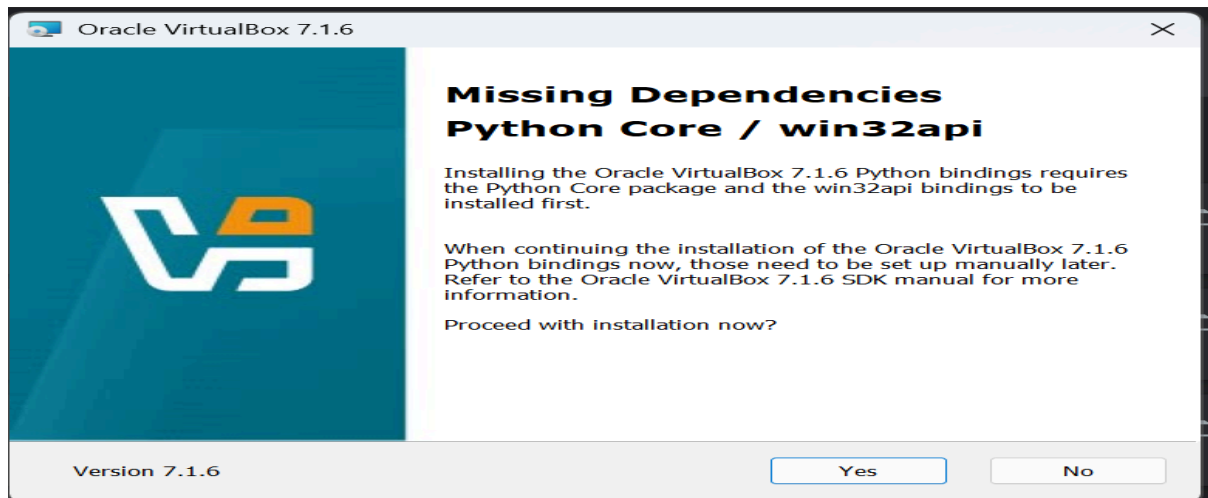 Oracle VirtualBox 7.1.6
Missing Dependencies
Python Core / win32api
Installing the Oracle VirtualBox 7.1.6 Python bindings requires
the Python Core package and the win32api bindings to be
installed first.
When continuing the installation of the Oracle VirtualBox 7.1.6
Python bindings now, those need to be set up manually later.
Refer to the Oracle VirtualBox 7.1.6 SDK manual for more
information.
Proceed with installation now?
Version 7.1.6
Yes
No